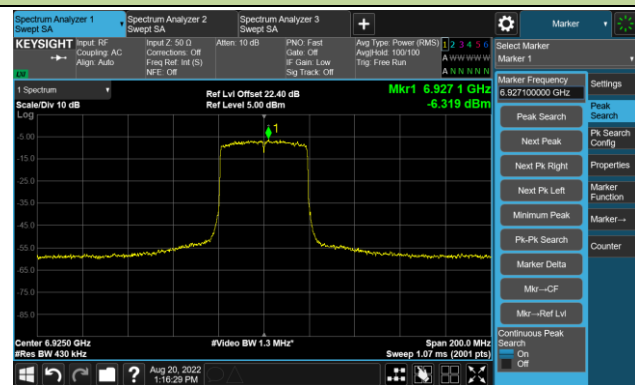 Spectrum Analyzer 1
Swept SA
Spectrum Analyzer 2
Swept SA
Spectrum Analyzer 3
Swept SA
+
Marker
KEYSIGHT
Input: RF
Coupling: AC
Align: Auto
Input Z: 50 Ω
Corrections: Off
Freq Ref: Int (S)
NFE: Off
Atten: 10 dB
PNO: Fast
Gate: Off
IF Gain: Low
Sig Track: Off
Avg Type: Power (RMS)
Avg|Hold: 100/100
Trig: Free Run
1 2 3 4 5 6
A W W W W W
A N N N N N
LXI
Select Marker
Marker 1
1 Spectrum
Scale/Div 10 dB
Log
Ref Lvl Offset 22.40 dB
Ref Level 5.00 dBm
Mkr1 6.927 1 GHz
-6.319 dBm
1
-5.00
-15.0
-25.0
-35.0
-45.0
-55.0
-65.0
-75.0
-85.0
Center 6.9250 GHz
#Res BW 430 kHz
#Video BW 1.3 MHz*
Span 200.0 MHz
Sweep 1.07 ms (2001 pts)
Marker Frequency
6.927100000 GHz
Peak Search
Next Peak
Next Pk Right
Next Pk Left
Minimum Peak
Pk-Pk Search
Marker Delta
Mkr→CF
Mkr→Ref Lvl
Continuous Peak
Search
On
Off
Settings
Peak
Search
Pk Search
Config
Properties
Marker
Function
Marker→
Counter
?
Aug 20, 2022
1:16:29 PM